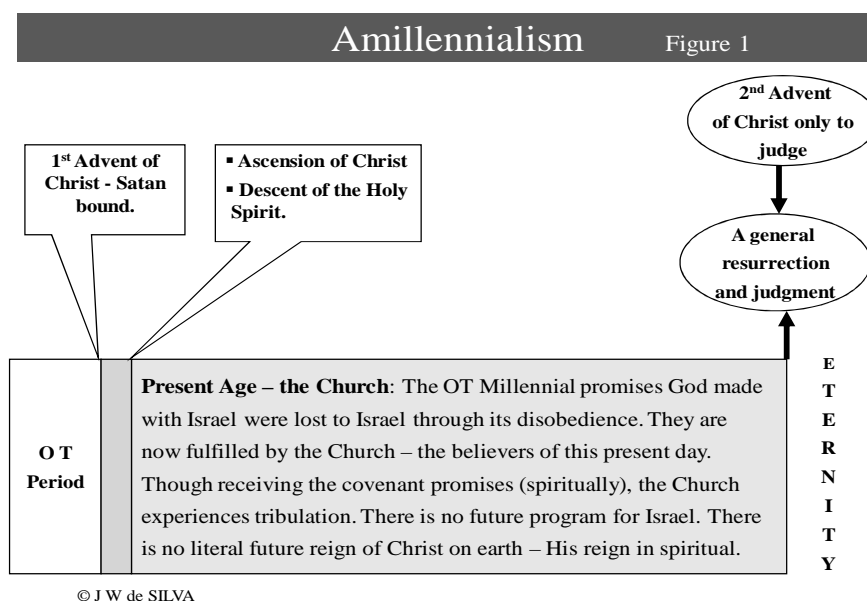 Amillennialism Figure 1
2nd Advent
of Christ only to
judge
1st Advent of
Christ - Satan
bound.
▪ Ascension of Christ
▪ Descent of the Holy
Spirit.
A general
resurrection
and judgment
O T
Period
Present Age – the Church: The OT Millennial promises God made
with Israel were lost to Israel through its disobedience. They are
now fulfilled by the Church – the believers of this present day.
Though receiving the covenant promises (spiritually), the Church
experiences tribulation. There is no future program for Israel. There
is no literal future reign of Christ on earth – His reign in spiritual.
E
T
E
R
N
I
T
Y
© J W de SILVA